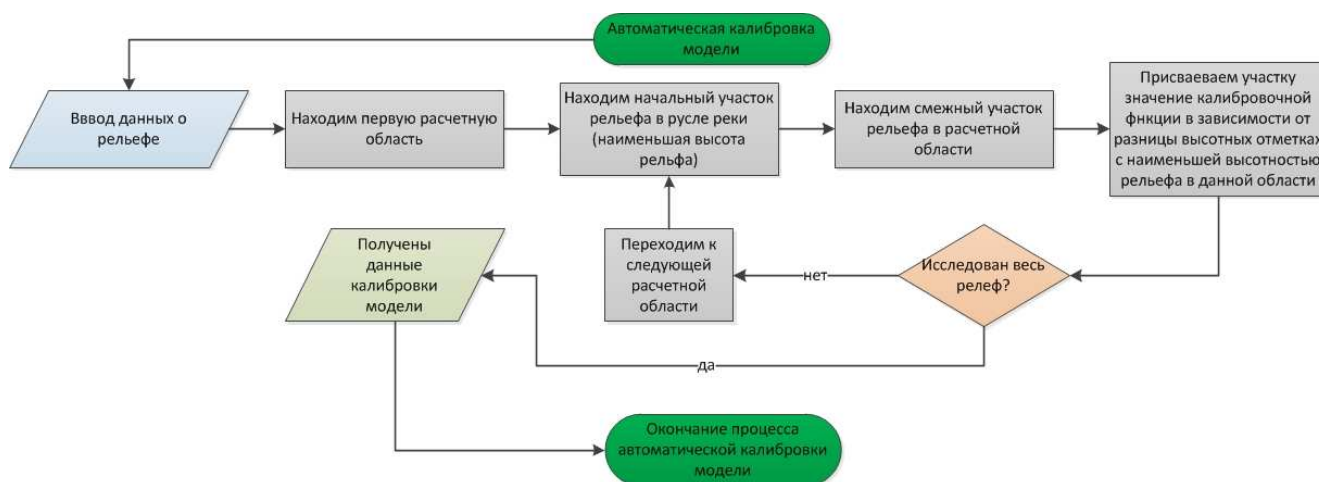 Автоматическая калибровка
модели
Вввод данных о
рельефе
Находим первую расчетную
область
Находим начальный участок
рельефа в русле реки
(наименьшая высота
рельфа)
Находим смежный участок
рельефа в расчетной
области
Присваеваем участку
значение калибровочной
фнкции в зависимости от
разницы высотных отметках
с наименьшей высотностью
рельефа в данной области
Исследован весь
релеф?
нет
Переходим к
следующей
расчетной
области
да
Получены
данные
калибровки
модели
Окончание процесса
автоматической калибровки
модели